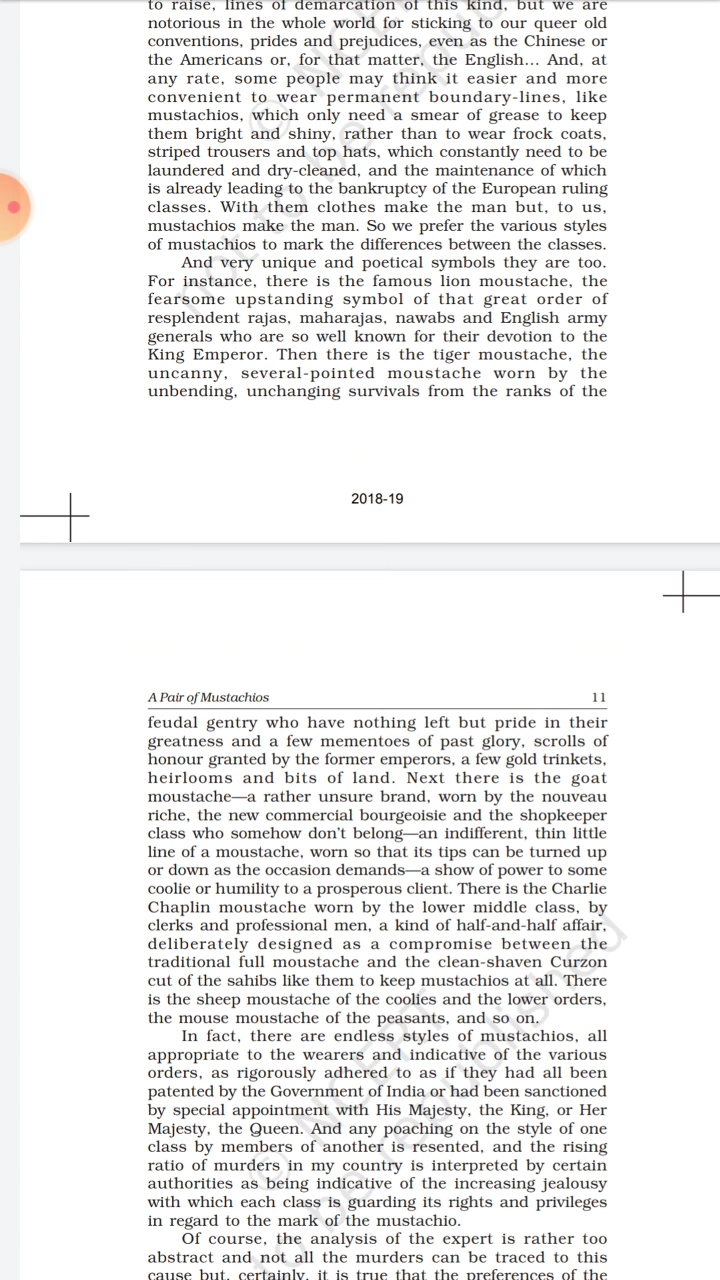 to raise, lines of demarcation of this kind, but we are
notorious in the whole world for sticking to our queer old
conventions, prides and prejudices, even as the Chinese or
the Americans or, for that matter, the English... And, at
any rate, some people may think it easier and more
convenient to wear permanent boundary-lines, like
mustachios, which only need a smear of grease to keep
them bright and shiny, rather than to wear frock coats,
striped trousers and top hats, which constantly need to be
laundered and dry-cleaned, and the maintenance of which
is already leading to the bankruptcy of the European ruling
classes. With them clothes make the man but, to us,
mustachios make the man. So we prefer the various styles
of mustachios to mark the differences between the classes.
And very unique and poetical symbols they are too.
For instance, there is the famous lion moustache, the
fearsome upstanding symbol of that great order of
resplendent rajas, maharajas, nawabs and English army
generals who are so well known for their devotion to the
King Emperor. Then there is the tiger moustache, the
uncanny, several-pointed moustache worn by the
unbending, unchanging survivals from the ranks of the
© NCERT
not to be republished
2018-19
A Pair of Mustachios 11
feudal gentry who have nothing left but pride in their
greatness and a few mementoes of past glory, scrolls of
honour granted by the former emperors, a few gold trinkets,
heirlooms and bits of land. Next there is the goat
moustache—a rather unsure brand, worn by the nouveau
riche, the new commercial bourgeoisie and the shopkeeper
class who somehow don't belong—an indifferent, thin little
line of a moustache, worn so that its tips can be turned up
or down as the occasion demands—a show of power to some
coolie or humility to a prosperous client. There is the Charlie
Chaplin moustache worn by the lower middle class, by
clerks and professional men, a kind of half-and-half affair,
deliberately designed as a compromise between the
traditional full moustache and the clean-shaven Curzon
cut of the sahibs like them to keep mustachios at all. There
is the sheep moustache of the coolies and the lower orders,
the mouse moustache of the peasants, and so on.
In fact, there are endless styles of mustachios, all
appropriate to the wearers and indicative of the various
orders, as rigorously adhered to as if they had all been
patented by the Government of India or had been sanctioned
by special appointment with His Majesty, the King, or Her
Majesty, the Queen. And any poaching on the style of one
class by members of another is resented, and the rising
ratio of murders in my country is interpreted by certain
authorities as being indicative of the increasing jealousy
with which each class is guarding its rights and privileges
in regard to the mark of the mustachio.
Of course, the analysis of the expert is rather too
abstract and not all the murders can be traced to this
cause but, certainly, it is true that the preferences of the
© NCERT
to be republished